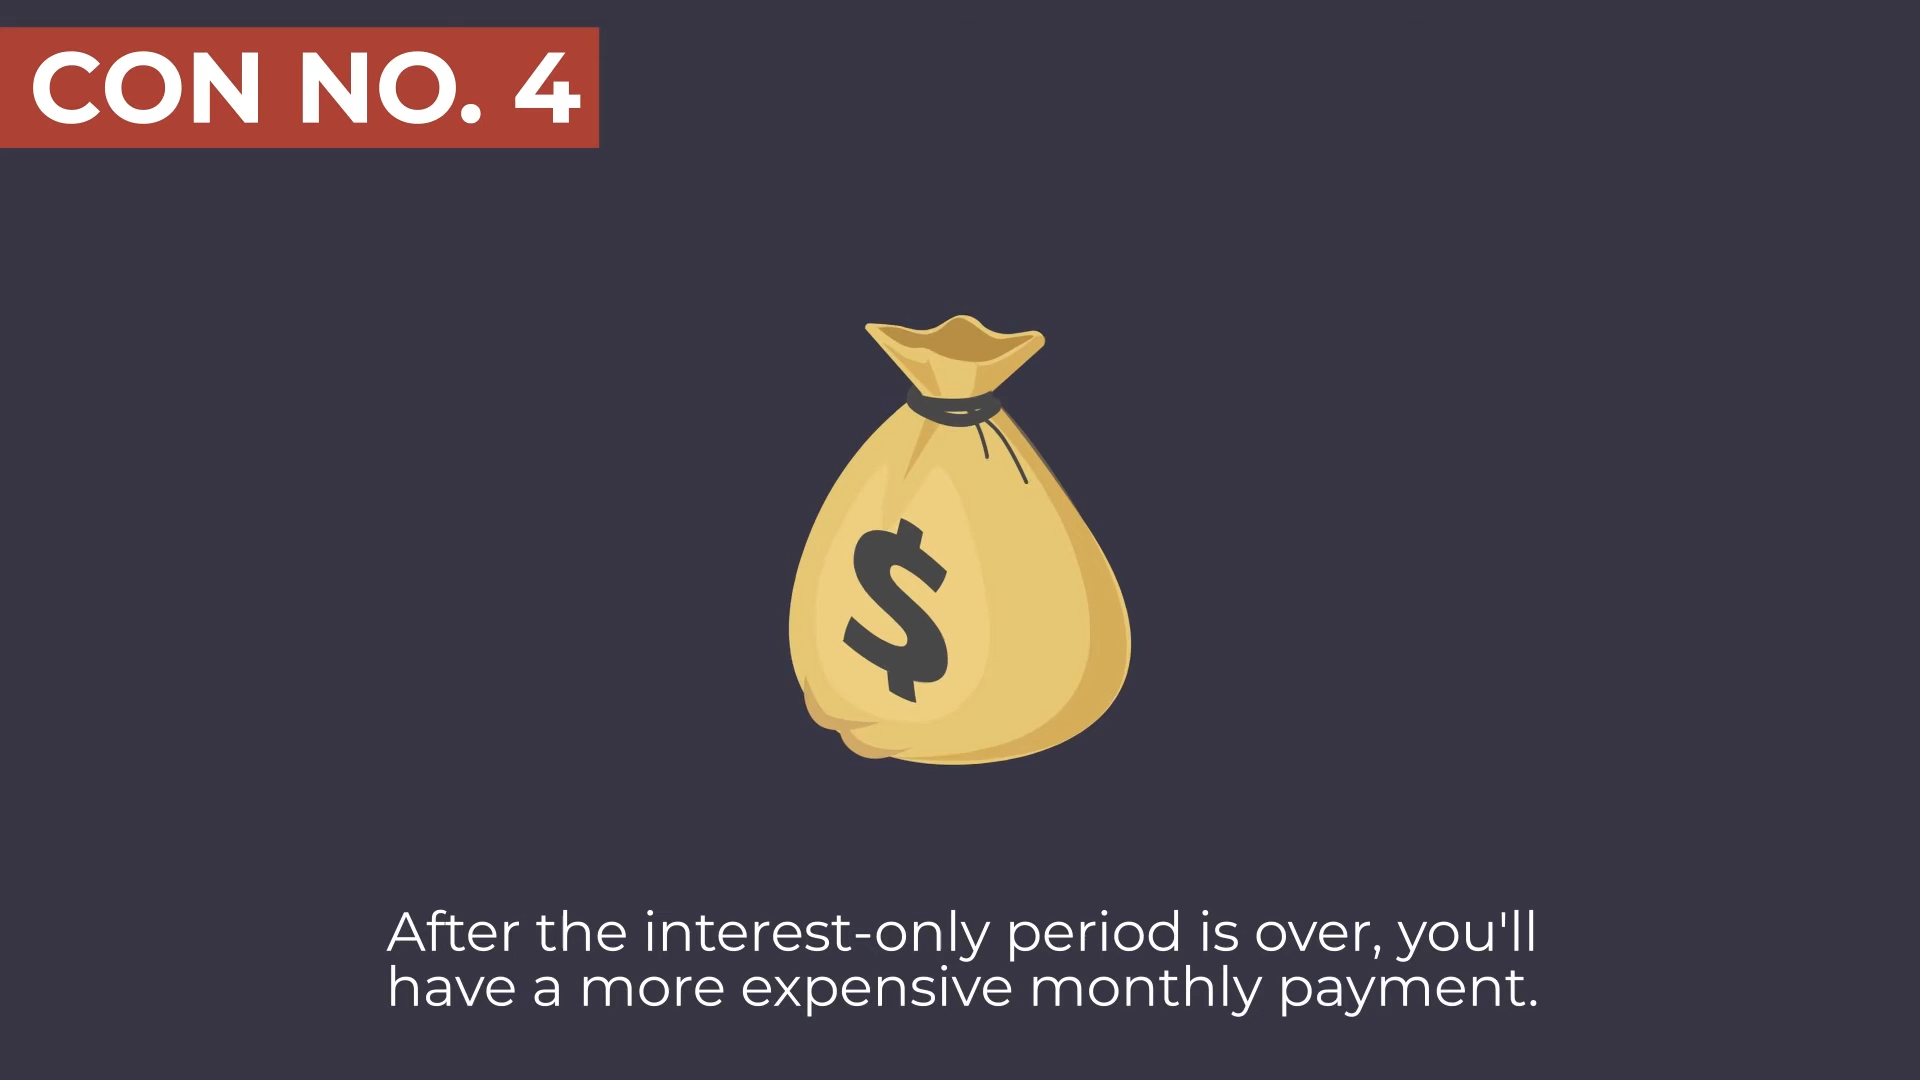 CON NO. 4
$
After the interest-only period is over, you'll
have a more expensive monthly payment.